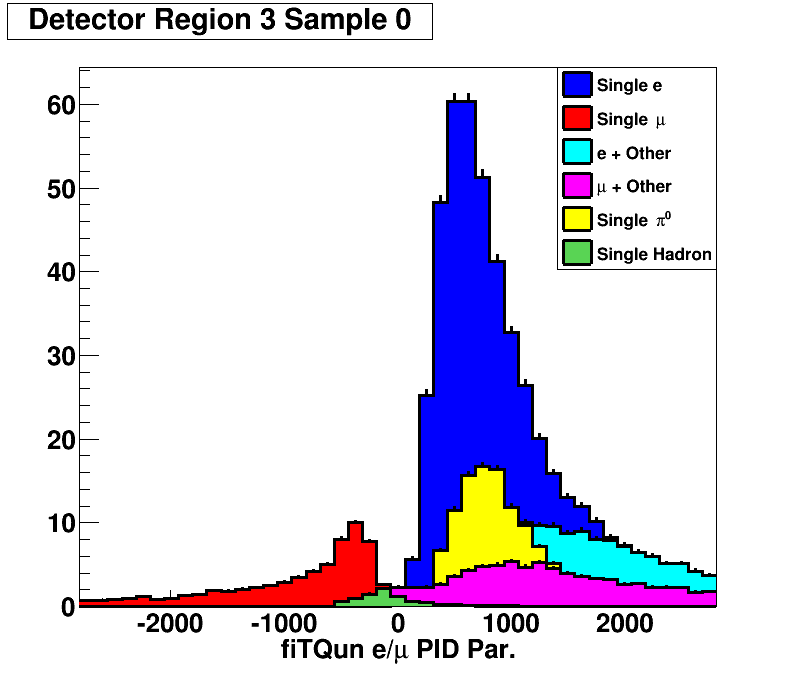 Detector Region 3 Sample 0
Single e
Single μ
e + Other
μ + Other
Single π⁰
Single Hadron
60
50
40
30
20
10
0
-2000 -1000 0 1000 2000
fiTQun e/μ PID Par.